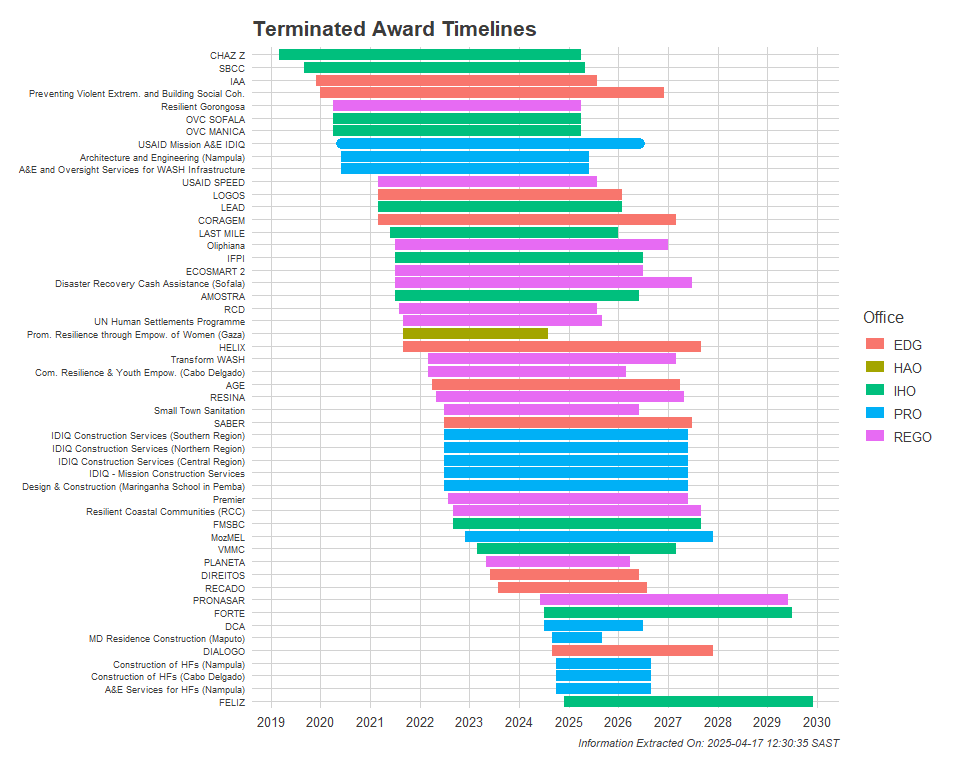 Terminated Award Timelines
CHAZ Z
SBCC
IAA
Preventing Violent Extrem. and Building Social Coh.
Resilient Gorongosa
OVC SOFALA
OVC MANICA
USAID Mission A&E IDIQ
Architecture and Engineering (Nampula)
A&E and Oversight Services for WASH Infrastructure
USAID SPEED
LOGOS
LEAD
CORAGEM
LAST MILE
Oliphiana
IFPI
ECOSMART 2
Disaster Recovery Cash Assistance (Sofala)
AMOSTRA
RCD
UN Human Settlements Programme
Prom. Resilience through Empow. of Women (Gaza)
HELIX
Transform WASH
Com. Resilience & Youth Empow. (Cabo Delgado)
AGE
RESINA
Small Town Sanitation
SABER
IDIQ Construction Services (Southern Region)
IDIQ Construction Services (Northern Region)
IDIQ Construction Services (Central Region)
IDIQ - Mission Construction Services
Design & Construction (Maringanha School in Pemba)
Premier
Resilient Coastal Communities (RCC)
FMSBC
MozMEL
VMMC
PLANETA
DIREITOS
RECADO
PRONASAR
FORTE
DCA
MD Residence Construction (Maputo)
DIALOGO
Construction of HFs (Nampula)
Construction of HFs (Cabo Delgado)
A&E Services for HFs (Nampula)
FELIZ
2019 2020 2021 2022 2023 2024 2025 2026 2027 2028 2029 2030
Information Extracted On: 2025-04-17 12:30:35 SAST
Office
EDG
HAO
IHO
PRO
REGO